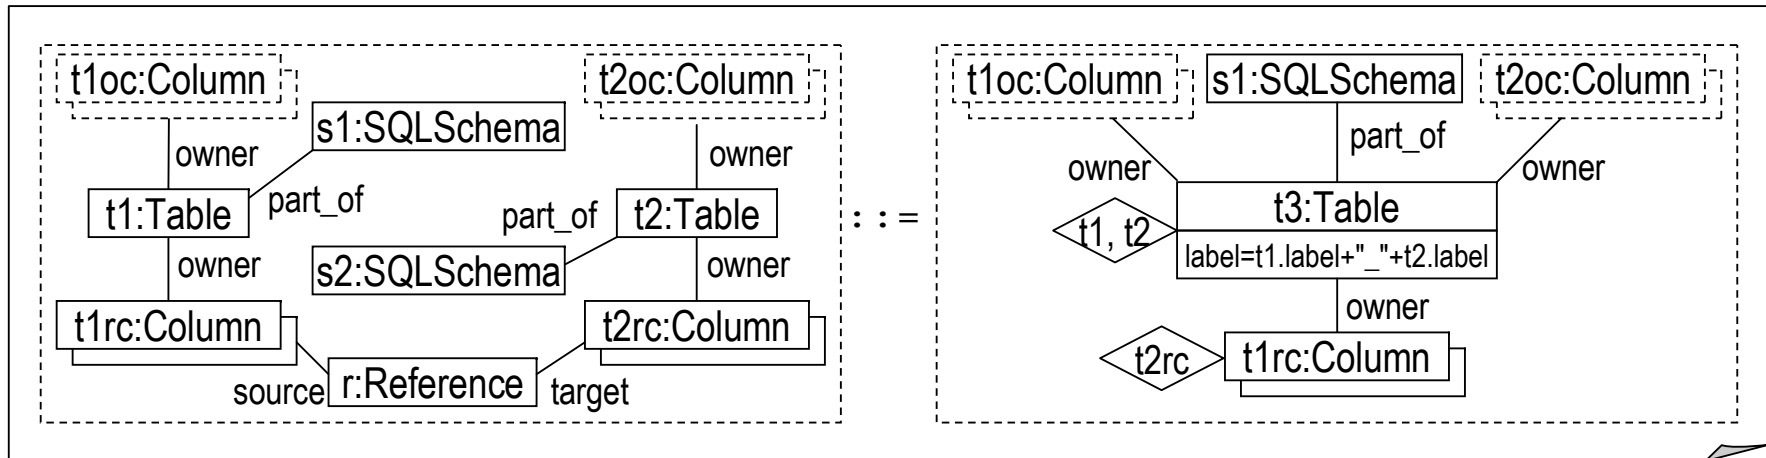 t1oc:Column
t2oc:Column
s1:SQLSchema
owner
owner
t1:Table
part_of
part_of
t2:Table
s2:SQLSchema
owner
owner
t1rc:Column
t2rc:Column
source
r:Reference
target
::=
t1oc:Column
s1:SQLSchema
t2oc:Column
part_of
owner
owner
t3:Table
t1, t2
label=t1.label+"_"+t2.label
owner
t2rc
t1rc:Column